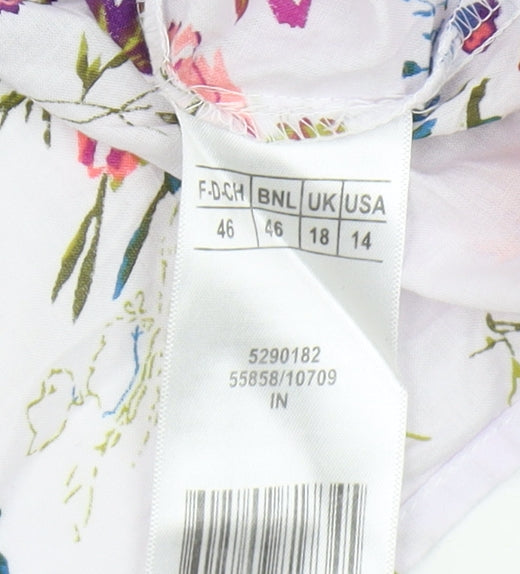 F-D-CH BNL UK USA
46 46 18 14
5290182
55858/10709
IN